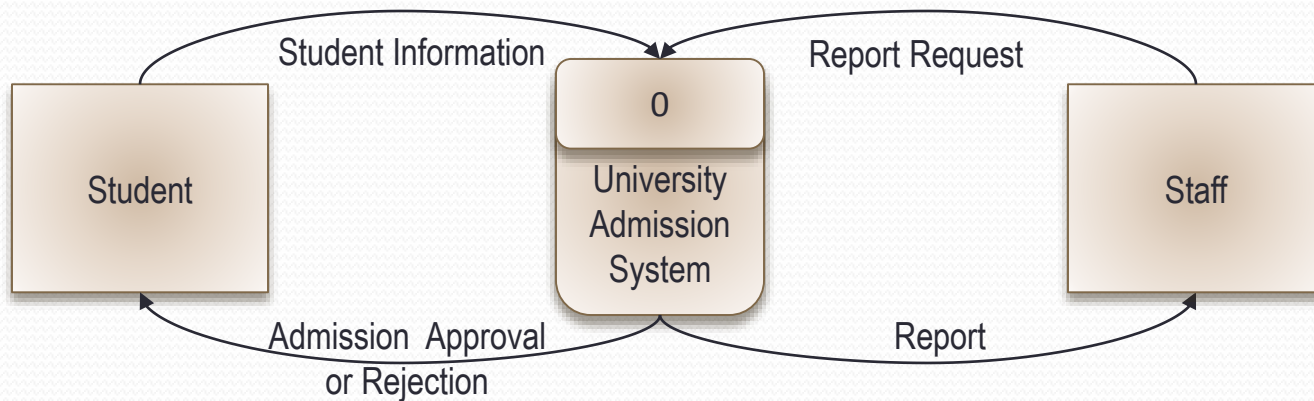 Student Information
Report Request
0
Student
University
Admission
System
Staff
Admission Approval
or Rejection
Report